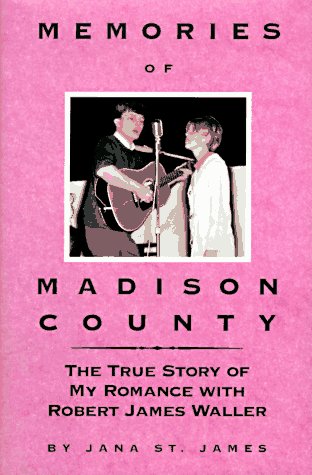 MEMORIES
OF
MADISON
COUNTY
THE TRUE STORY OF
MY ROMANCE WITH
ROBERT JAMES WALLER
BY JANA ST. JAMES